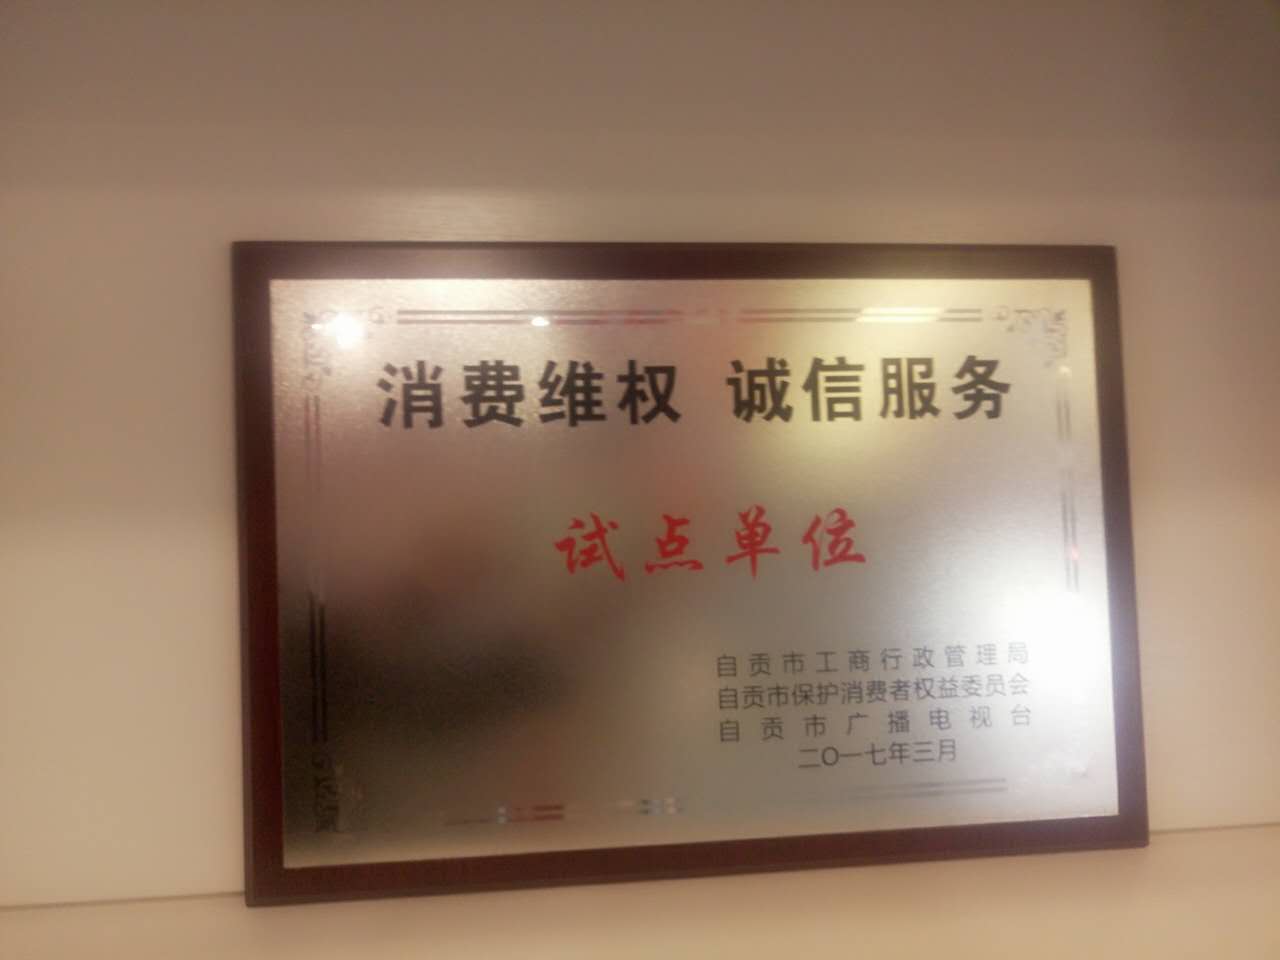 消费维权 诚信服务
试点单位
自贡市工商行政管理局
自贡市保护消费者权益委员会
自贡市广播电视台
二〇一七年三月